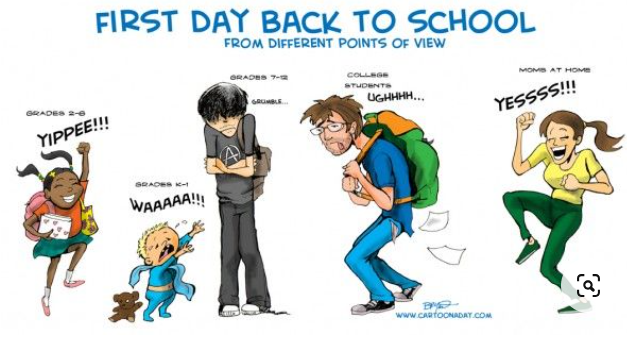 FIRST DAY BACK TO SCHOOL
FROM DIFFERENT POINTS OF VIEW
GRADES 2-6
YIPPEE!!!
GRADES K-1
WAAAAA!!!
GRADES 7-12
GRUMBLE...
COLLEGE
STUDENTS
UGHHHH...
MOMS AT HOME
YESSSS!!!
WWW.CARTOONADAY.COM